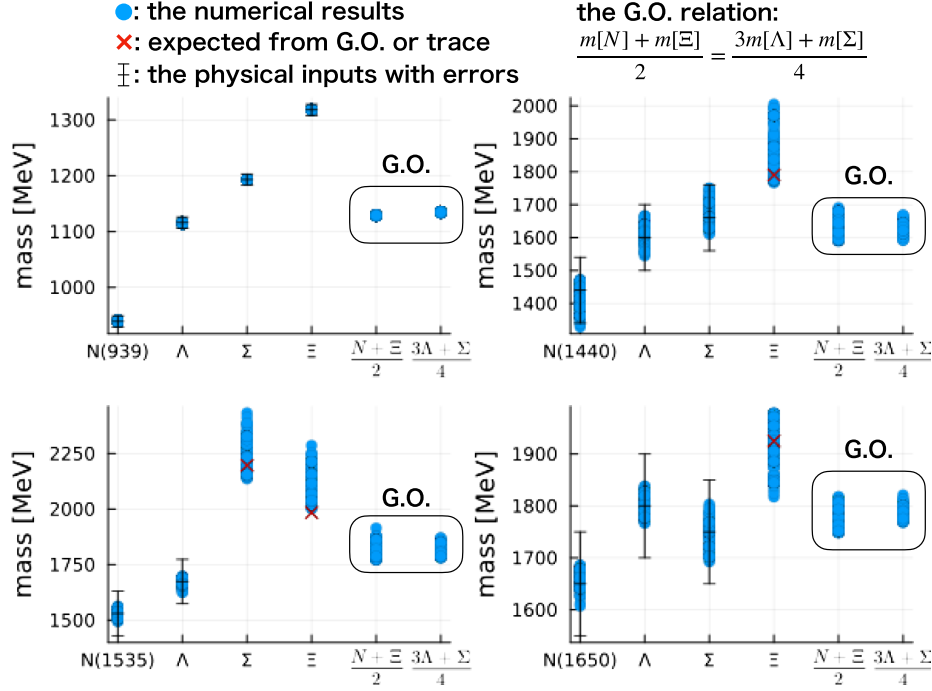 : the numerical results
: expected from G.O. or trace
: the physical inputs with errors
the G.O. relation:
m[N] + m[Ξ]
2
=
3m[Λ] + m[Σ]
4
mass [MeV]
1300
1200
1100
1000
G.O.
N(939) Λ Σ Ξ N + Ξ 3Λ + Σ
2 4
mass [MeV]
2000
1900
1800
1700
1600
1500
1400
G.O.
N(1440) Λ Σ Ξ N + Ξ 3Λ + Σ
2 4
mass [MeV]
2250
2000
1750
1500
G.O.
N(1535) Λ Σ Ξ N + Ξ 3Λ + Σ
2 4
mass [MeV]
1900
1800
1700
1600
G.O.
N(1650) Λ Σ Ξ N + Ξ 3Λ + Σ
2 4